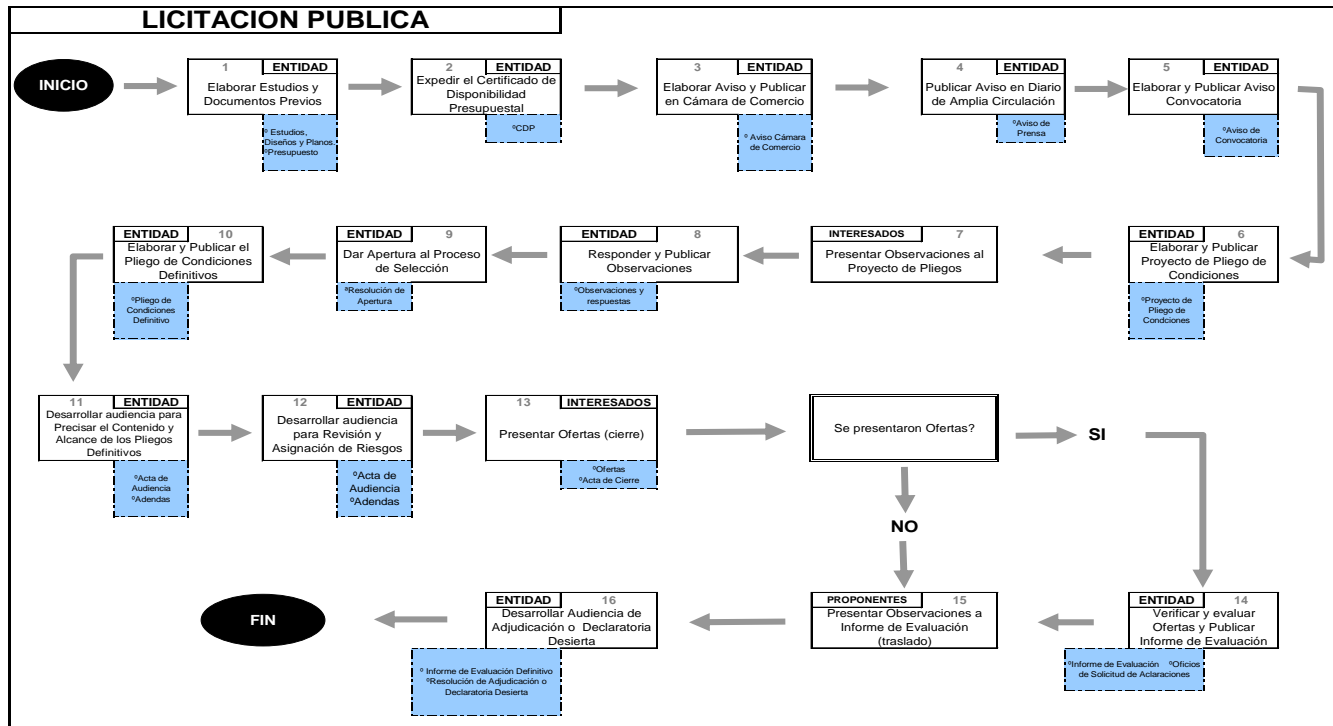 LICITACION PUBLICA
INICIO
1 ENTIDAD
Elaborar Estudios y
Documentos Previos
º Estudios,
Diseños y Planos.
ºPresupuesto
2 ENTIDAD
Expedir el Certificado de
Disponibilidad
Presupuestal
ºCDP
3 ENTIDAD
Elaborar Aviso y Publicar
en Cámara de Comercio
º Aviso Cámara
de Comercio
4 ENTIDAD
Publicar Aviso en Diario
de Amplia Circulación
ºAviso de
Prensa
5 ENTIDAD
Elaborar y Publicar Aviso
Convocatoria
ºAviso de
Convocatoria
ENTIDAD 6
Elaborar y Publicar
Proyecto de Pliego de
Condiciones
ºProyecto de
Pliego de
Condciones
INTERESADOS 7
Presentar Observaciones al
Proyecto de Pliegos
ENTIDAD 8
Responder y Publicar
Observaciones
ºObservaciones y
respuestas
ENTIDAD 9
Dar Apertura al Proceso
de Selección
ªResolución de
Apertura
ENTIDAD 10
Elaborar y Publicar el
Pliego de Condiciones
Definitivos
ºPliego de
Condiciones
Definitivo
11 ENTIDAD
Desarrollar audiencia para
Precisar el Contenido y
Alcance de los Pliegos
Definitivos
ºActa de
Audiencia
ºAdendas
12 ENTIDAD
Desarrollar audiencia
para Revisión y
Asignación de Riesgos
ºActa de
Audiencia
ºAdendas
13 INTERESADOS
Presentar Ofertas (cierre)
ºOfertas
ºActa de Cierre
Se presentaron Ofertas?
SI
NO
ENTIDAD 14
Verificar y evaluar
Ofertas y Publicar
Informe de Evaluación
ºInforme de Evaluación ºOficios
de Solicitud de Aclaraciones
PROPONENTES 15
Presentar Observaciones a
Informe de Evaluación
(traslado)
ENTIDAD 16
Desarrollar Audiencia de
Adjudicación o Declaratoria
Desierta
º Informe de Evaluación Definitivo
ºResolución de Adjudicación o
Declaratoria Desierta
FIN